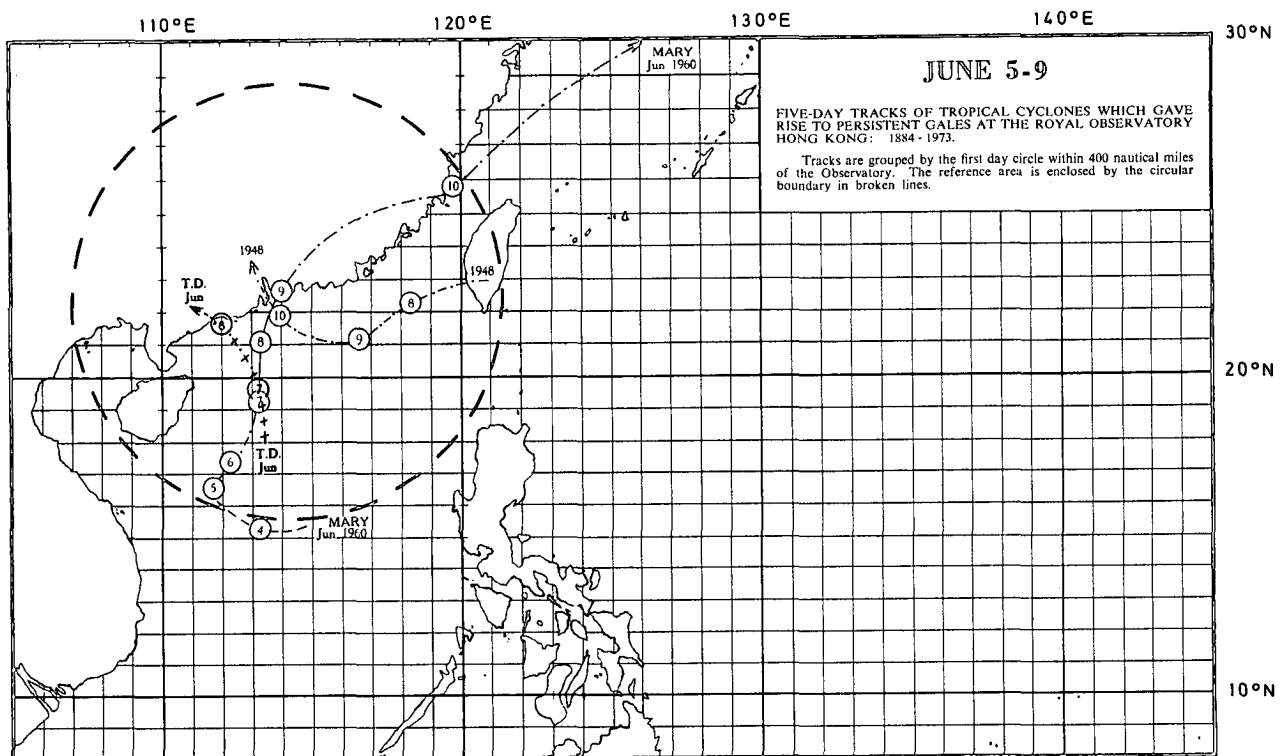 110°E 120°E 130°E 140°E
30°N
MARY
Jun 1960
JUNE 5-9
FIVE-DAY TRACKS OF TROPICAL CYCLONES WHICH GAVE
RISE TO PERSISTENT GALES AT THE ROYAL OBSERVATORY
HONG KONG: 1884 - 1973.
Tracks are grouped by the first day circle within 400 nautical miles
of the Observatory. The reference area is enclosed by the circular
boundary in broken lines.
10
1948
9
1948
T.D.
Jun
8
10
8
8
9
20°N
7
6
T.D.
Jun
5
4
MARY
Jun 1960
10°N